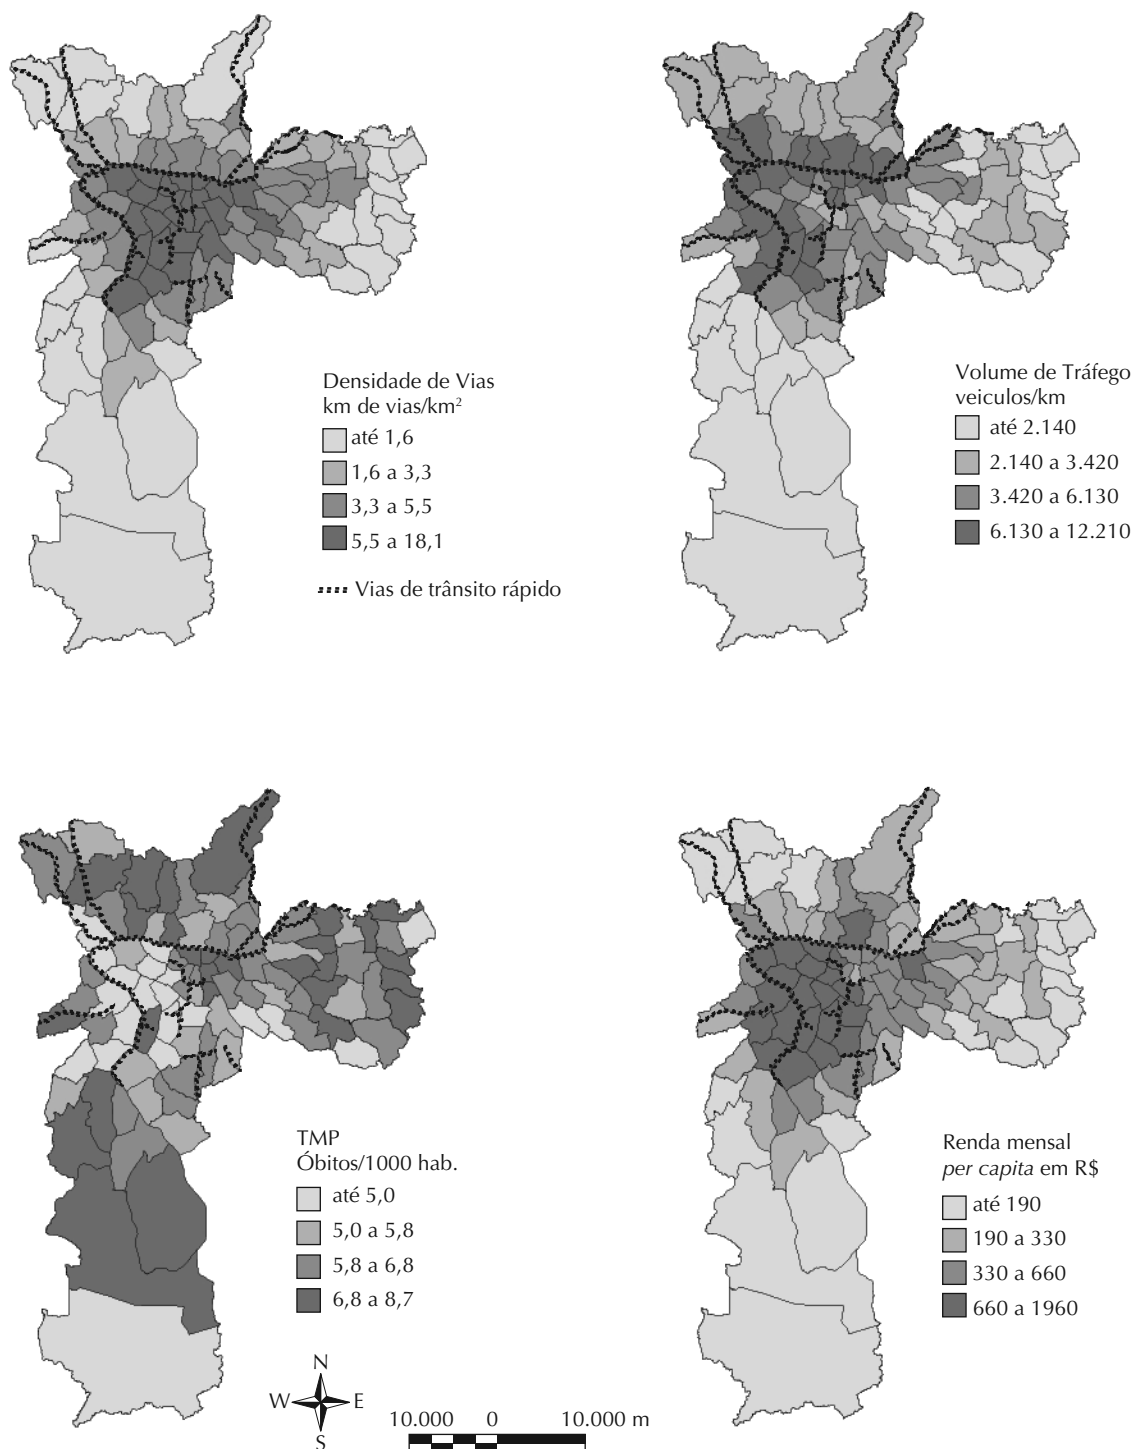 Densidade de Vias
km de vias/km²
até 1,6
1,6 a 3,3
3,3 a 5,5
5,5 a 18,1
Vias de trânsito rápido
Volume de Tráfego
veiculos/km
até 2.140
2.140 a 3.420
3.420 a 6.130
6.130 a 12.210
TMP
Óbitos/1000 hab.
até 5,0
5,0 a 5,8
5,8 a 6,8
6,8 a 8,7
Renda mensal
per capita em R$
até 190
190 a 330
330 a 660
660 a 1960
N
W E
S
10.000 0 10.000 m